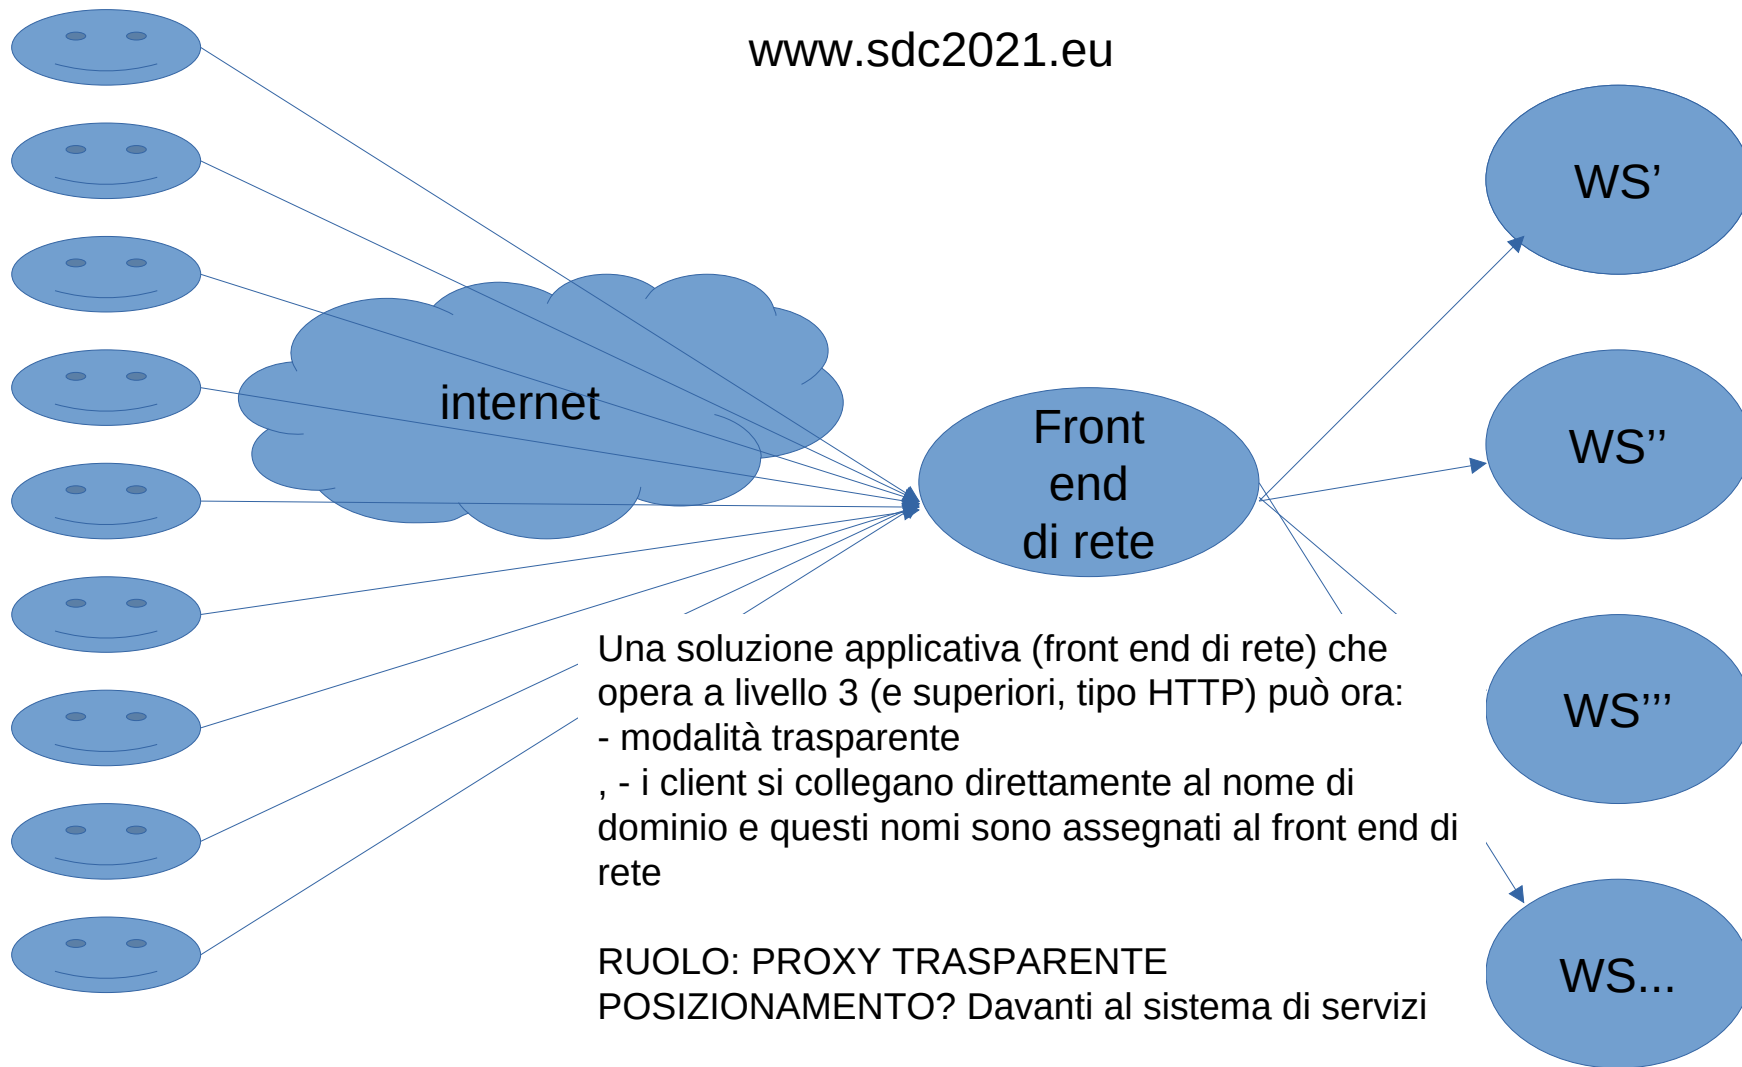 www.sdc2021.eu
WS’
internet
Front
end
di rete
WS’’
Una soluzione applicativa (front end di rete) che
opera a livello 3 (e superiori, tipo HTTP) può ora:
- modalità trasparente
, - i client si collegano direttamente al nome di
dominio e questi nomi sono assegnati al front end di
rete
WS’’’
RUOLO: PROXY TRASPARENTE
POSIZIONAMENTO? Davanti al sistema di servizi
WS...